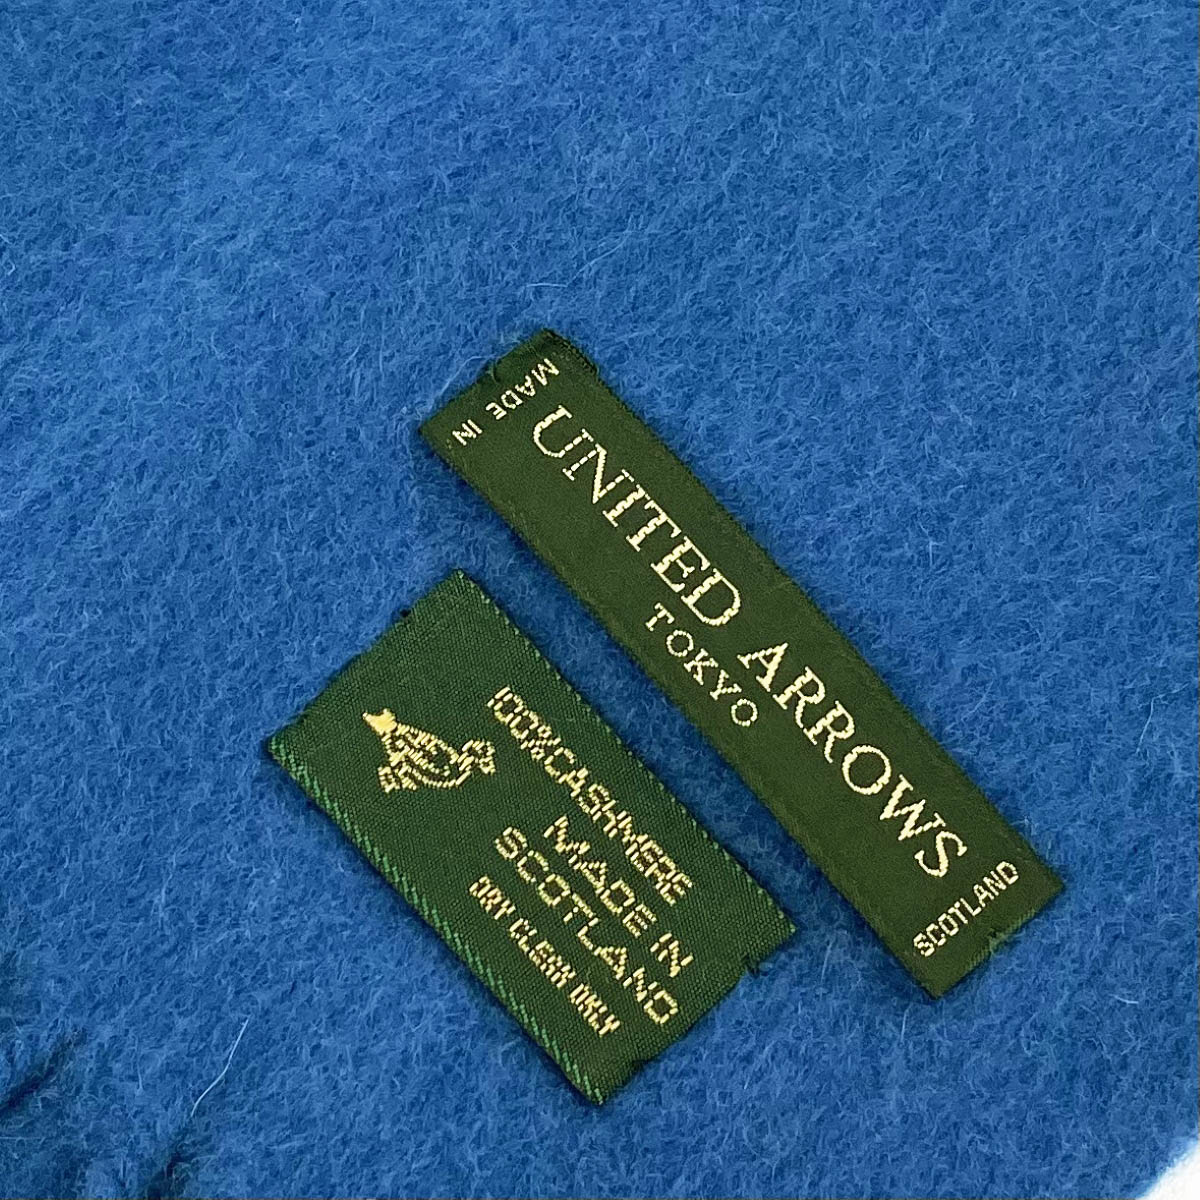 MADE IN
UNITED ARROWS
TOKYO
SCOTLAND
100%CASHMERE
MADE IN
SCOTLAND
DRY CLEAN ONLY